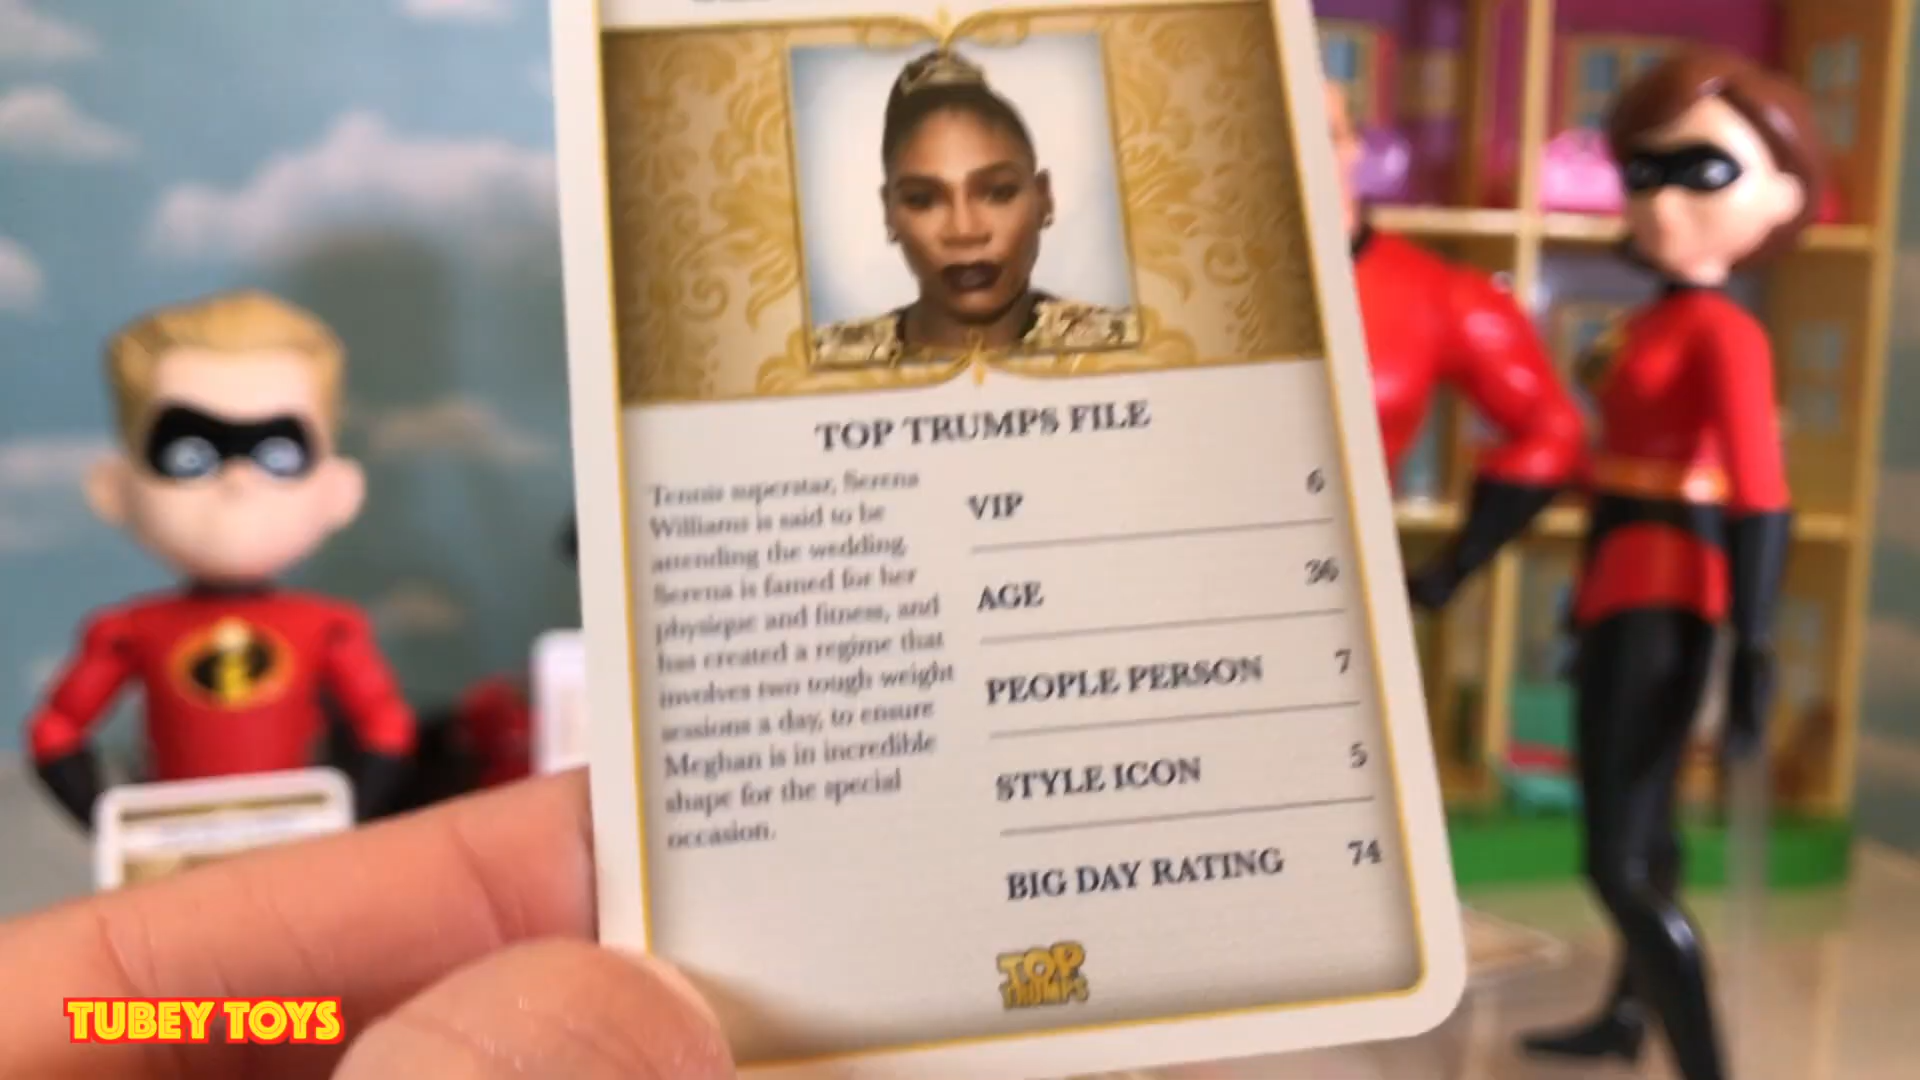 TOP TRUMPS FILE
Tennis superstar, Serena
Williams is said to be
attending the wedding.
Serena is famed for her
physique and fitness, and
has created a regime that
involves two tough weight
sessions a day, to ensure
Meghan is in incredible
shape for the special
occasion.
VIP 6
AGE 36
PEOPLE PERSON 7
STYLE ICON 5
BIG DAY RATING 74
TOP
TRUMPS
TUBEY TOYS